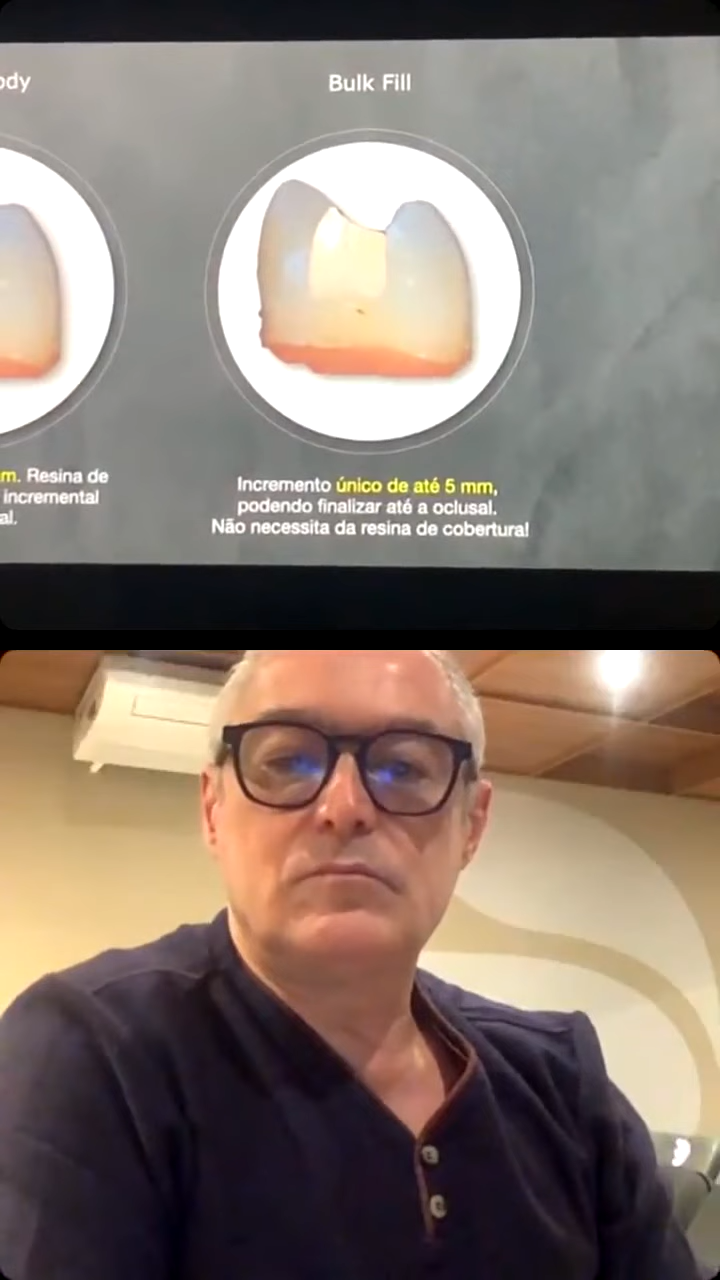 ody
m. Resina de
incremental
al.
Bulk Fill
Incremento único de até 5 mm,
podendo finalizar até a oclusal.
Não necessita da resina de cobertura!